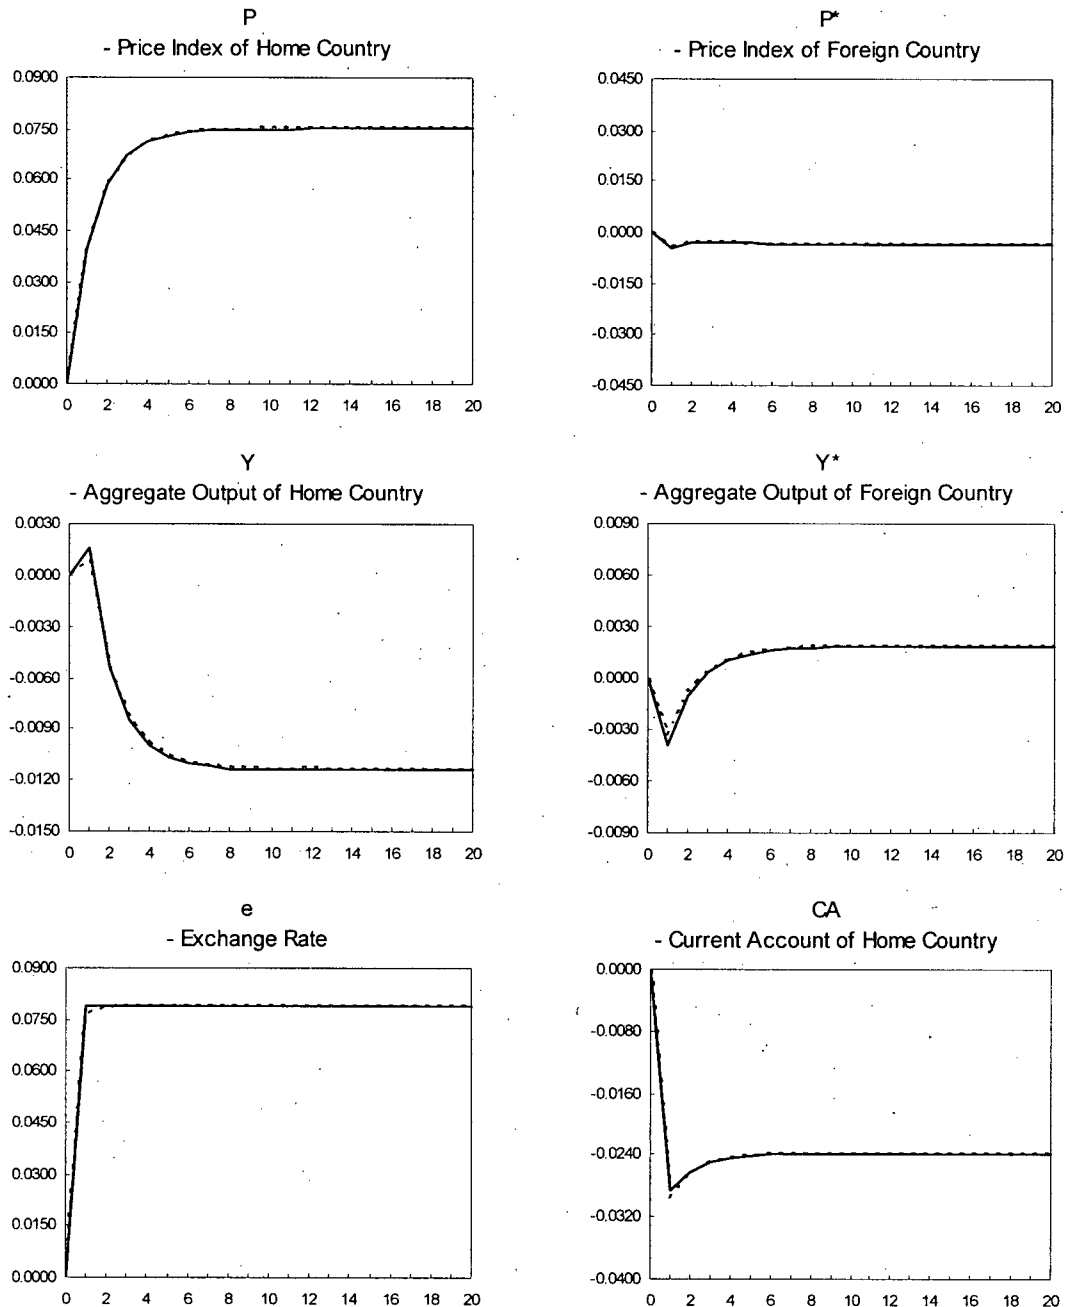 P
- Price Index of Home Country
0.0900
0.0750
0.0600
0.0450
0.0300
0.0150
0.0000
0 2 4 6 8 10 12 14 16 18 20
P*
- Price Index of Foreign Country
0.0450
0.0300
0.0150
0.0000
-0.0150
-0.0300
-0.0450
0 2 4 6 8 10 12 14 16 18 20
Y
- Aggregate Output of Home Country
0.0030
0.0000
-0.0030
-0.0060
-0.0090
-0.0120
-0.0150
0 2 4 6 8 10 12 14 16 18 20
Y*
- Aggregate Output of Foreign Country
0.0090
0.0060
0.0030
0.0000
-0.0030
-0.0060
-0.0090
0 2 4 6 8 10 12 14 16 18 20
e
- Exchange Rate
0.0900
0.0750
0.0600
0.0450
0.0300
0.0150
0.0000
0 2 4 6 8 10 12 14 16 18 20
CA
- Current Account of Home Country
0.0000
-0.0080
-0.0160
-0.0240
-0.0320
-0.0400
0 2 4 6 8 10 12 14 16 18 20